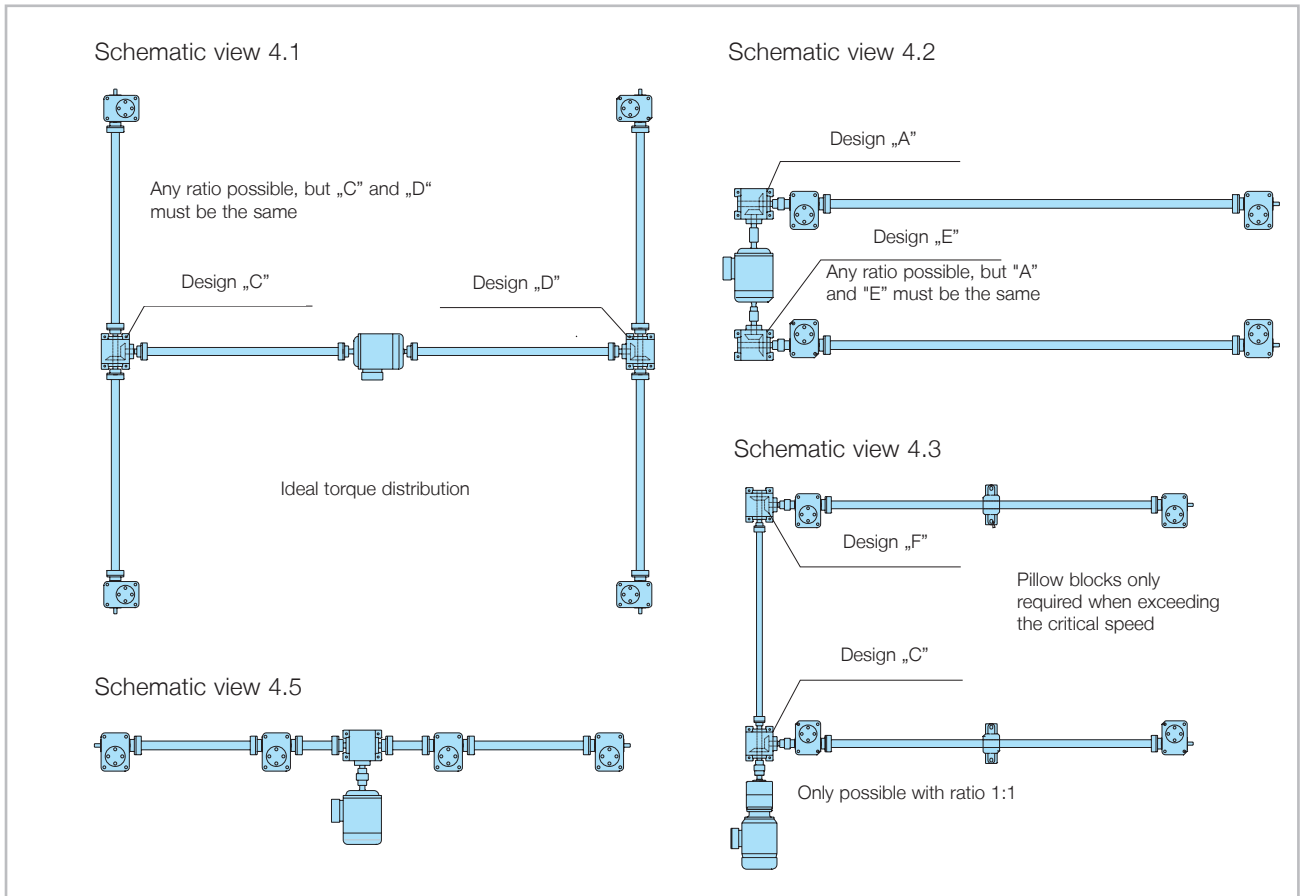 Schematic view 4.1
Any ratio possible, but „C” and „D“
must be the same
Design „C”
Design „D”
Ideal torque distribution
Schematic view 4.5
Schematic view 4.2
Design „A”
Design „E”
Any ratio possible, but "A”
and "E” must be the same
Schematic view 4.3
Design „F”
Pillow blocks only
required when exceeding
the critical speed
Design „C”
Only possible with ratio 1:1